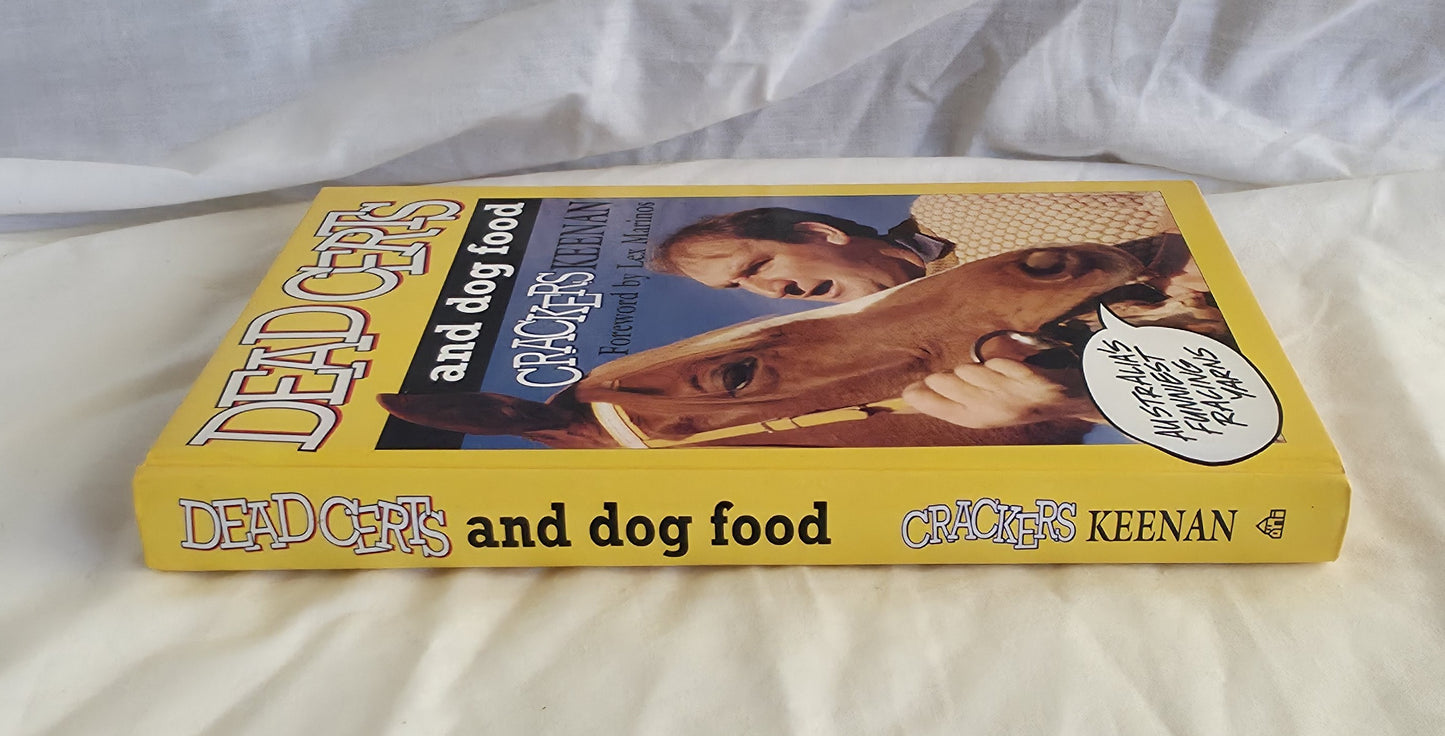 DEAD CERTS
and dog food
CRACKERS KEENAN
Foreword by Lex Marinos
AUSTRALIA'S
FUNNIEST
RACING
YARNS
DEAD CERTS and dog food CRACKERS KEENAN